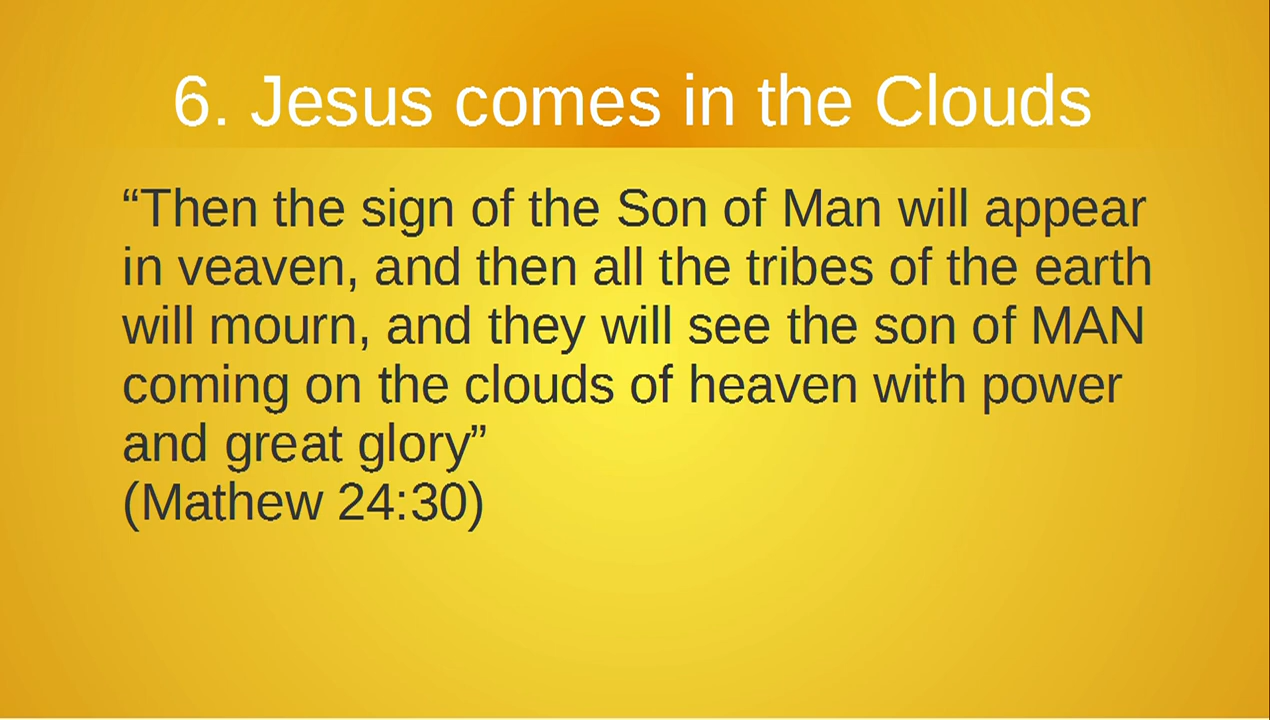 6. Jesus comes in the Clouds
“Then the sign of the Son of Man will appear
in veaven, and then all the tribes of the earth
will mourn, and they will see the son of MAN
coming on the clouds of heaven with power
and great glory”
(Mathew 24:30)